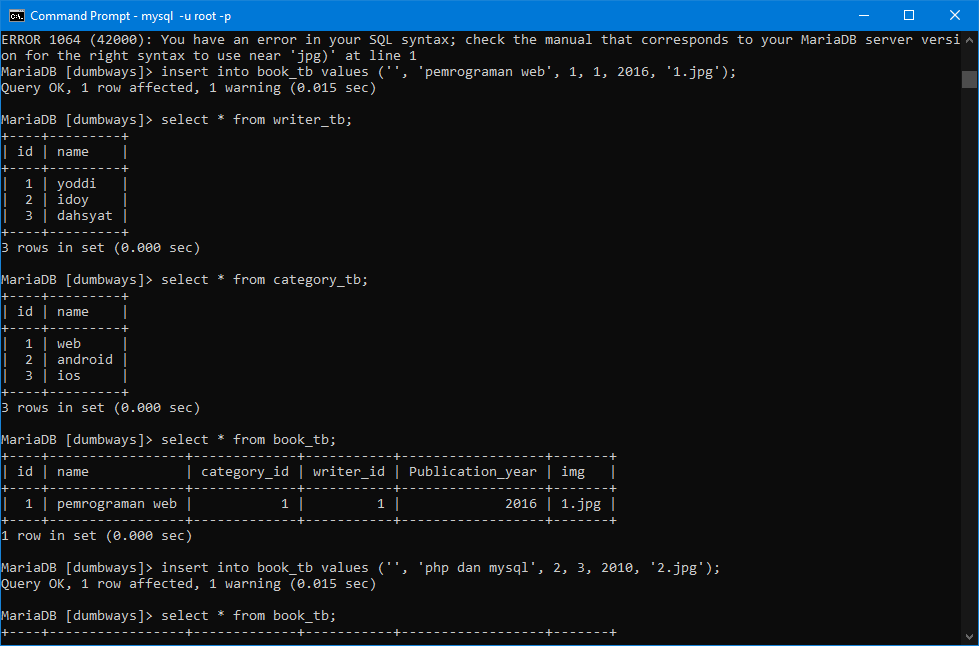 Command Prompt - mysql  -u root -p
ERROR 1064 (42000): You have an error in your SQL syntax; check the manual that corresponds to your MariaDB server versi
on for the right syntax to use near 'jpg)' at line 1
MariaDB [dumbways]> insert into book_tb values ('', 'pemrograman web', 1, 1, 2016, '1.jpg');
Query OK, 1 row affected, 1 warning (0.015 sec)

MariaDB [dumbways]> select * from writer_tb;
+----+---------+
| id | name    |
+----+---------+
|  1 | yoddi   |
|  2 | idoy    |
|  3 | dahsyat |
+----+---------+
3 rows in set (0.000 sec)

MariaDB [dumbways]> select * from category_tb;
+----+---------+
| id | name    |
+----+---------+
|  1 | web     |
|  2 | android |
|  3 | ios     |
+----+---------+
3 rows in set (0.000 sec)

MariaDB [dumbways]> select * from book_tb;
+----+-----------------+-------------+-----------+------------------+-------+
| id | name            | category_id | writer_id | Publication_year | img   |
+----+-----------------+-------------+-----------+------------------+-------+
|  1 | pemrograman web |           1 |         1 |             2016 | 1.jpg |
+----+-----------------+-------------+-----------+------------------+-------+
1 row in set (0.000 sec)

MariaDB [dumbways]> insert into book_tb values ('', 'php dan mysql', 2, 3, 2010, '2.jpg');
Query OK, 1 row affected, 1 warning (0.015 sec)

MariaDB [dumbways]> select * from book_tb;
+----+-----------------+-------------+-----------+------------------+-------+